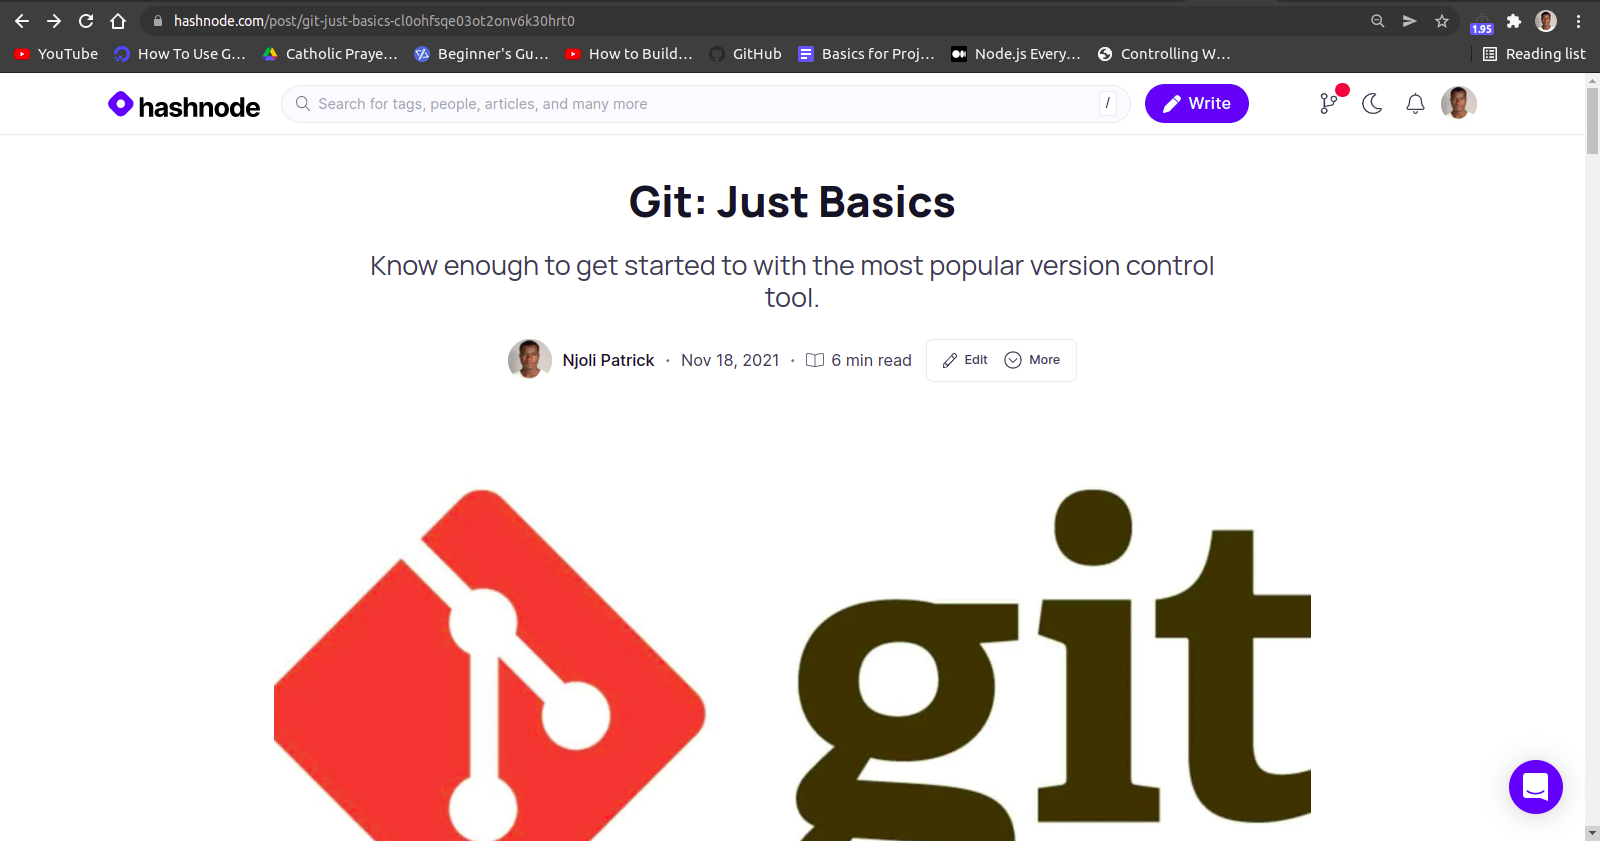 hashnode.com/post/git-just-basics-cl0ohfsqe03ot2onv6k30hrt0
1.95
YouTube How To Use G... Catholic Praye... Beginner's Gu... How to Build... GitHub Basics for Proj... Node.js Every... Controlling W... Reading list
hashnode Search for tags, people, articles, and many more / Write
Git: Just Basics
Know enough to get started to with the most popular version control
tool.
Njoli Patrick · Nov 18, 2021 · 6 min read Edit More
git